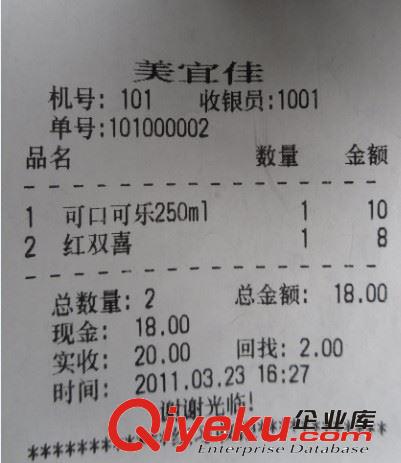 美宜佳
机号: 101 收银员:1001
单号:101000002
品名 数量 金额
- - - - - - - - - - - - - - - - - -
1 可口可乐250ml 1 10
2 红双喜 1 8
- - - - - - - - - - - - - - - - - -
总数量: 2 总金额: 18.00
现金: 18.00
实收: 20.00 回找: 2.00
时间: 2011.03.23 16:27
谢谢光临!
Qiyeku.com 企业库
Enterprise Database